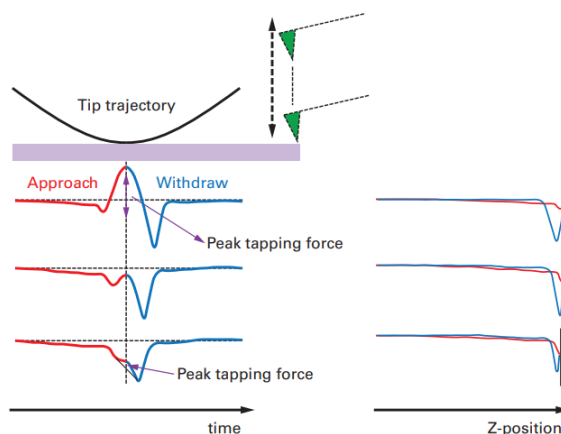 Tip trajectory
Approach
Withdraw
Peak tapping force
Peak tapping force
time
Z-position